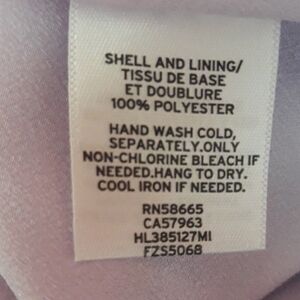 SHELL AND LINING/
TISSU DE BASE
ET DOUBLURE
100% POLYESTER
HAND WASH COLD,
SEPARATELY.ONLY
NON-CHLORINE BLEACH IF
NEEDED.HANG TO DRY.
COOL IRON IF NEEDED.
RN58665
CA57963
HL385127MI
FZS5068